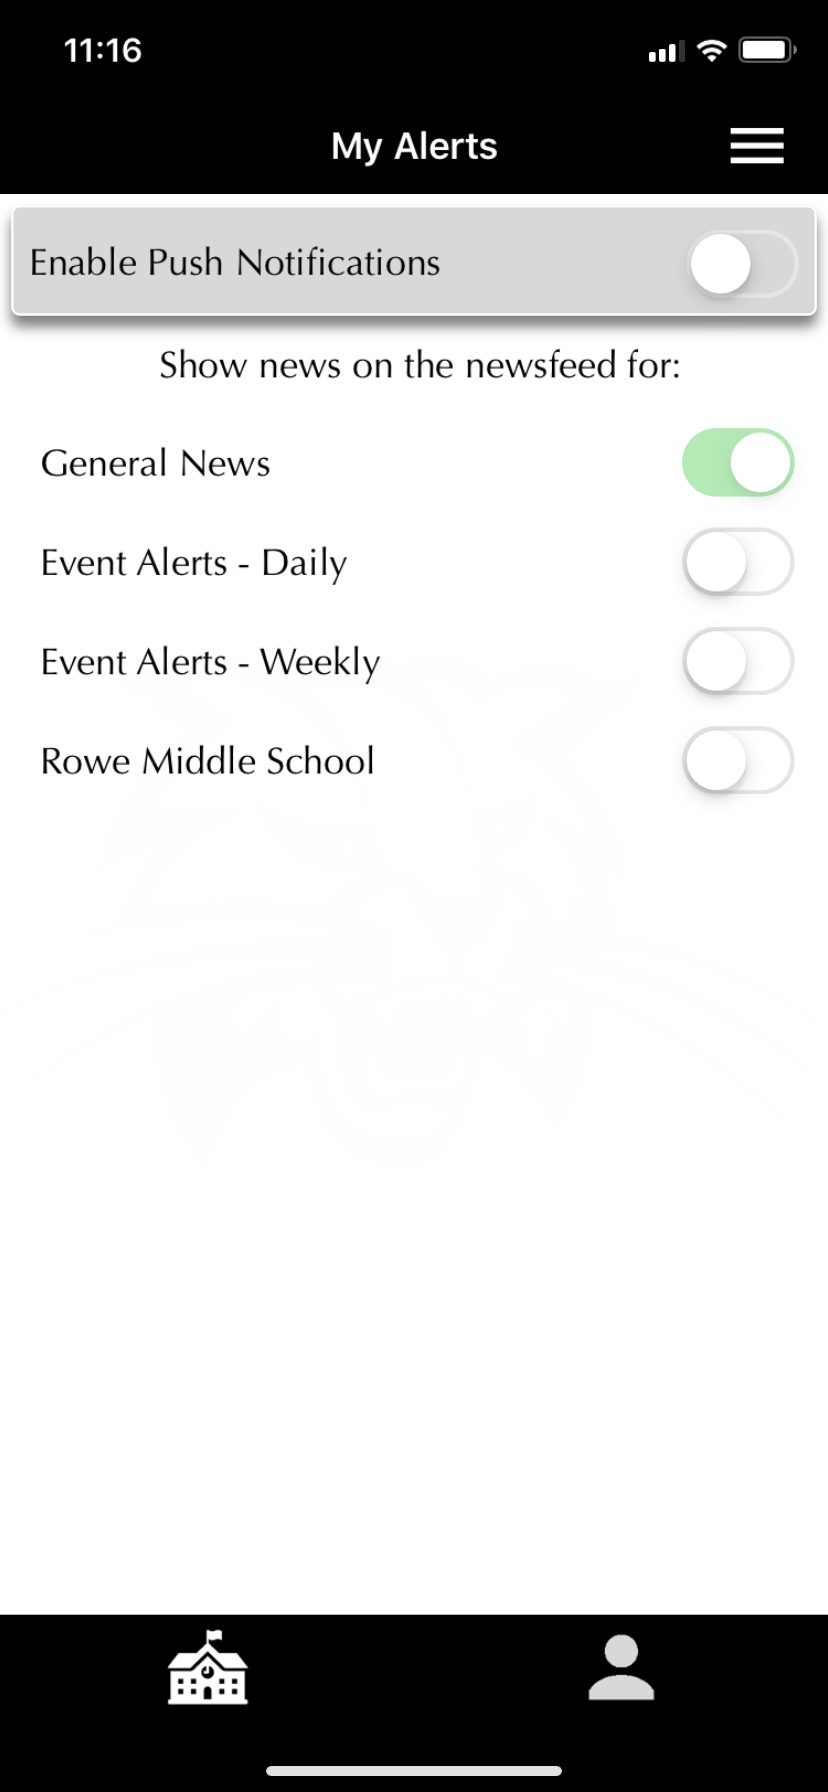 11:16
My Alerts
Enable Push Notifications
Show news on the newsfeed for:
General News
Event Alerts - Daily
Event Alerts - Weekly
Rowe Middle School